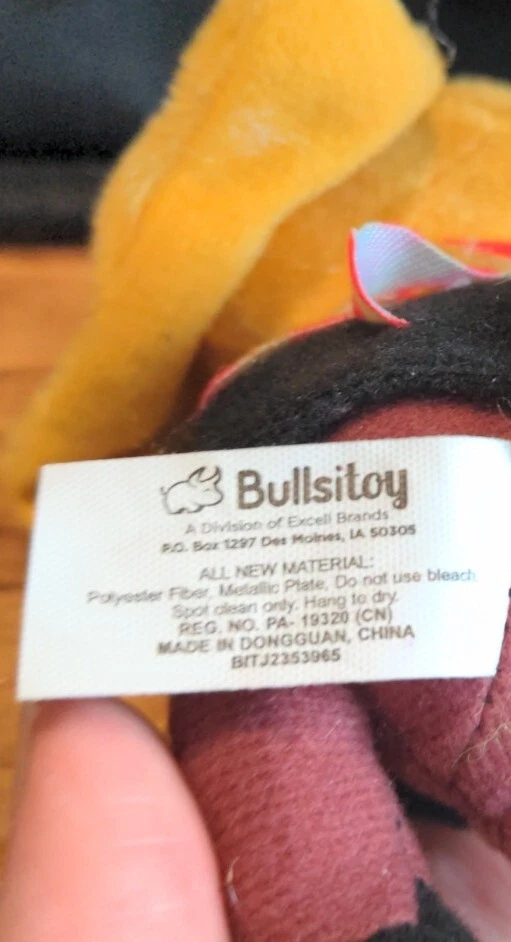 Bullsitoy
A Division of Excell Brands
P.O. Box 1297 Des Moines, IA 50305
ALL NEW MATERIAL:
Polyester Fiber, Metallic Plate, Do not use bleach
Spot clean only. Hang to dry.
REG. NO. PA- 19320 (CN)
MADE IN DONGGUAN, CHINA
BITJ2353965